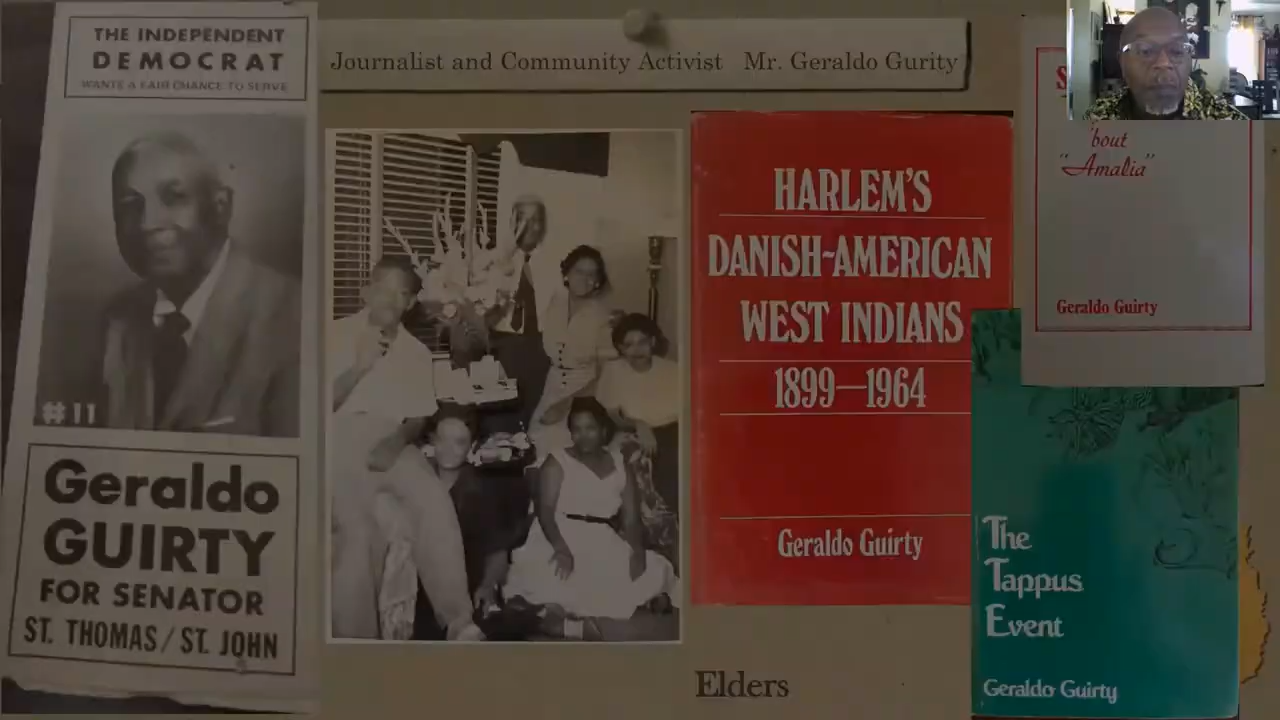 THE INDEPENDENT
DEMOCRAT
WANTS A FAIR CHANCE TO SERVE
#11
Geraldo
GUIRTY
FOR SENATOR
ST. THOMAS/ST. JOHN
Journalist and Community Activist Mr. Geraldo Gurity
HARLEM'S
DANISH-AMERICAN
WEST INDIANS
1899—1964
Geraldo Guirty
Elders
'bout
"Amalia"
Geraldo Guirty
The
Tappus
Event
Geraldo Guirty